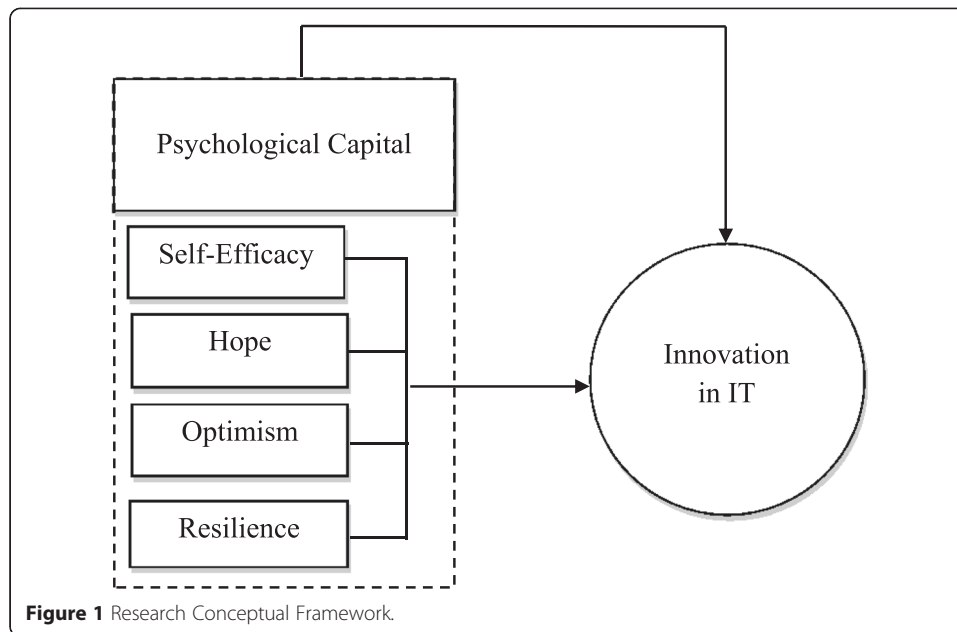 Psychological Capital
Self-Efficacy
Hope
Optimism
Resilience
Innovation
in IT
Figure 1 Research Conceptual Framework.